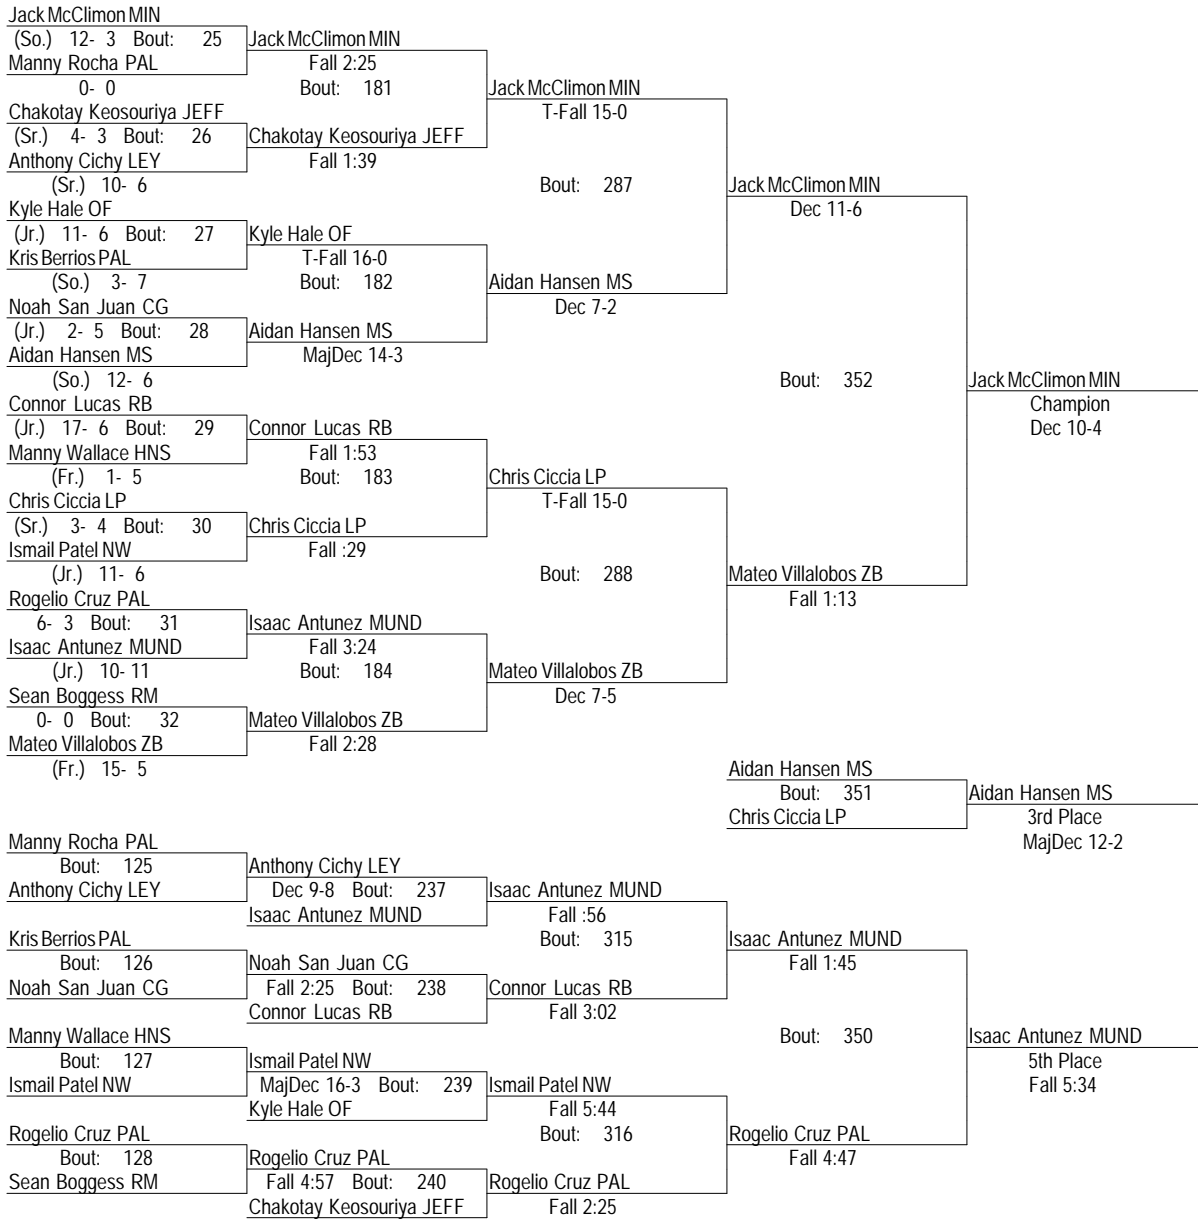 Jack McClimon MIN
(So.) 12- 3 Bout: 25 Jack McClimon MIN
Manny Rocha PAL Fall 2:25
0- 0 Bout: 181 Jack McClimon MIN
Chakotay Keosouriya JEFF T-Fall 15-0
(Sr.) 4- 3 Bout: 26 Chakotay Keosouriya JEFF
Anthony Cichy LEY Fall 1:39
(Sr.) 10- 6 Bout: 287 Jack McClimon MIN
Kyle Hale OF Dec 11-6
(Jr.) 11- 6 Bout: 27 Kyle Hale OF
Kris Berrios PAL T-Fall 16-0
(So.) 3- 7 Bout: 182 Aidan Hansen MS
Noah San Juan CG Dec 7-2
(Jr.) 2- 5 Bout: 28 Aidan Hansen MS
Aidan Hansen MS MajDec 14-3
(So.) 12- 6 Bout: 352 Jack McClimon MIN
Connor Lucas RB Champion
(Jr.) 17- 6 Bout: 29 Connor Lucas RB Dec 10-4
Manny Wallace HNS Fall 1:53
(Fr.) 1- 5 Bout: 183 Chris Ciccia LP
Chris Ciccia LP T-Fall 15-0
(Sr.) 3- 4 Bout: 30 Chris Ciccia LP
Ismail Patel NW Fall :29
(Jr.) 11- 6 Bout: 288 Mateo Villalobos ZB
Rogelio Cruz PAL Fall 1:13
6- 3 Bout: 31 Isaac Antunez MUND
Isaac Antunez MUND Fall 3:24
(Jr.) 10- 11 Bout: 184 Mateo Villalobos ZB
Sean Boggess RM Dec 7-5
0- 0 Bout: 32 Mateo Villalobos ZB
Mateo Villalobos ZB Fall 2:28
(Fr.) 15- 5 Aidan Hansen MS
Bout: 351 Aidan Hansen MS
Chris Ciccia LP 3rd Place
Manny Rocha PAL MajDec 12-2
Bout: 125 Anthony Cichy LEY
Anthony Cichy LEY Dec 9-8 Bout: 237 Isaac Antunez MUND
Isaac Antunez MUND Fall :56
Kris Berrios PAL Bout: 315 Isaac Antunez MUND
Bout: 126 Noah San Juan CG Fall 1:45
Noah San Juan CG Fall 2:25 Bout: 238 Connor Lucas RB
Connor Lucas RB Fall 3:02
Manny Wallace HNS Bout: 350 Isaac Antunez MUND
Bout: 127 Ismail Patel NW 5th Place
Ismail Patel NW MajDec 16-3 Bout: 239 Ismail Patel NW Fall 5:34
Kyle Hale OF Fall 5:44
Rogelio Cruz PAL Bout: 316 Rogelio Cruz PAL
Bout: 128 Rogelio Cruz PAL Fall 4:47
Sean Boggess RM Fall 4:57 Bout: 240 Rogelio Cruz PAL
Chakotay Keosouriya JEFF Fall 2:25